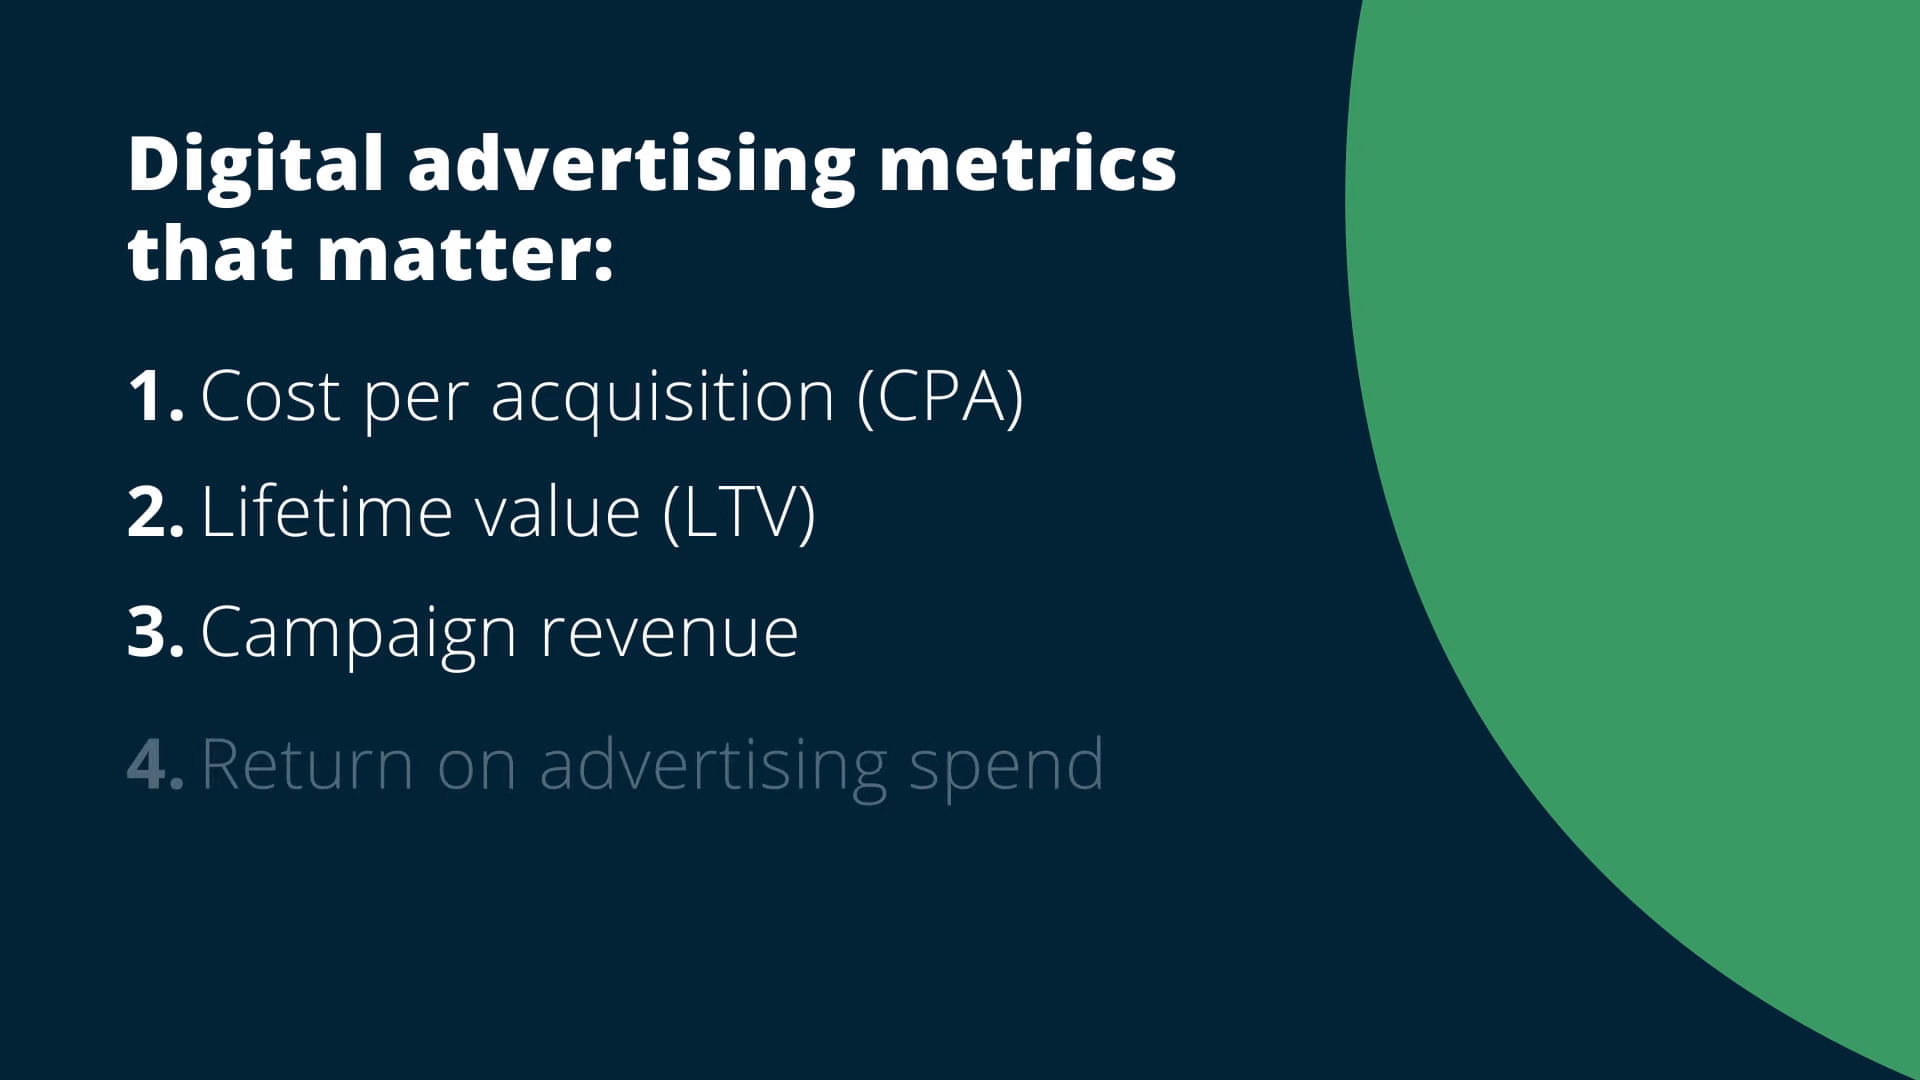 Digital advertising metrics
that matter:
1. Cost per acquisition (CPA)
2. Lifetime value (LTV)
3. Campaign revenue
4. Return on advertising spend